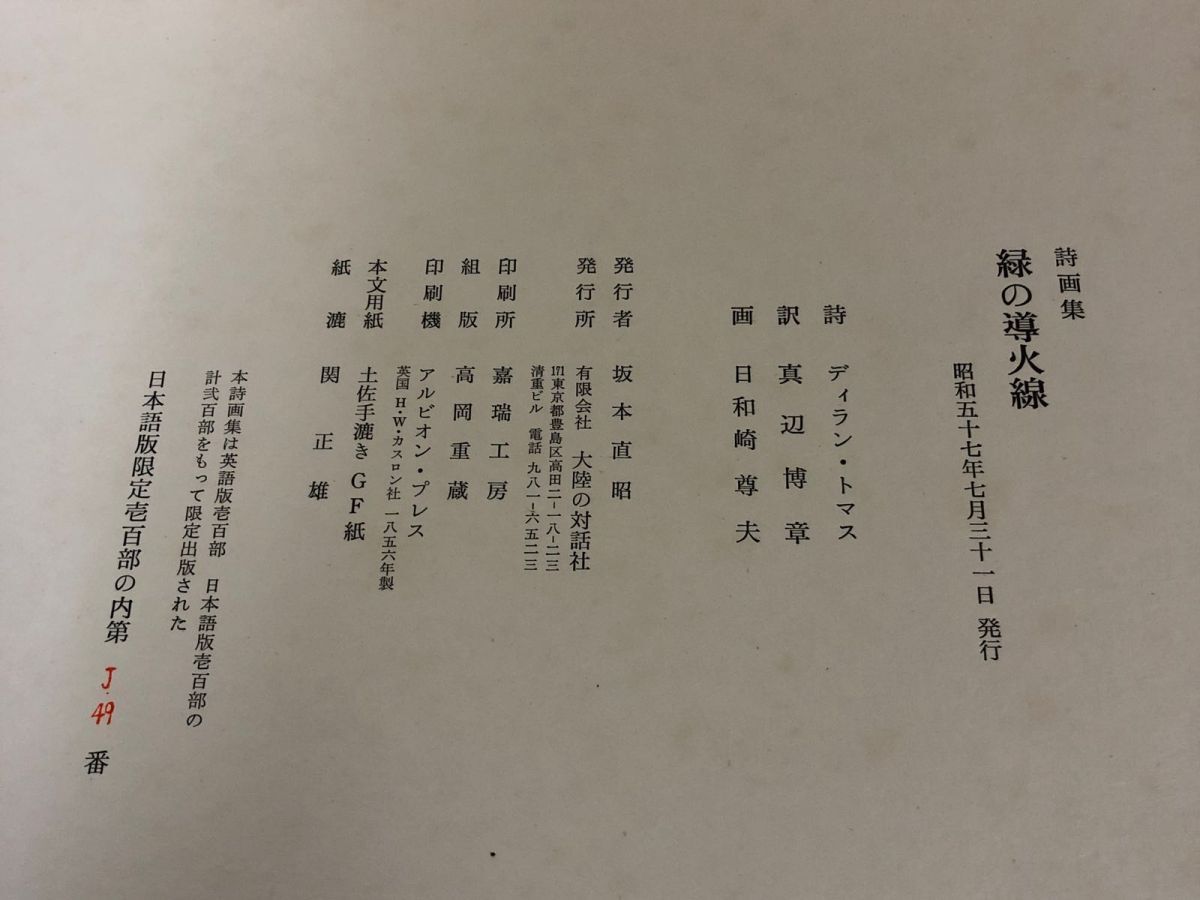 詩画集
緑の導火線
昭和五十七年七月三十一日 発行
詩 ディラン・トマス
訳 真辺博章
画 日和崎尊夫
発行者 坂本直昭
発行所 有限会社 大陸の対話社
171東京都豊島区高田二-一八-二三
清重ビル 電話 九八一-六五二三
印刷所 嘉瑞工房
組版 高岡重蔵
印刷機 アルビオン・プレス
英国 H・W・カスロン社 一八五六年製
本文用紙 土佐手漉きGF紙
紙漉 関正雄
本詩画集は英語版壱百部 日本語版壱百部の
計弐百部をもって限定出版された
日本語版限定壱百部の内第 J・49 番